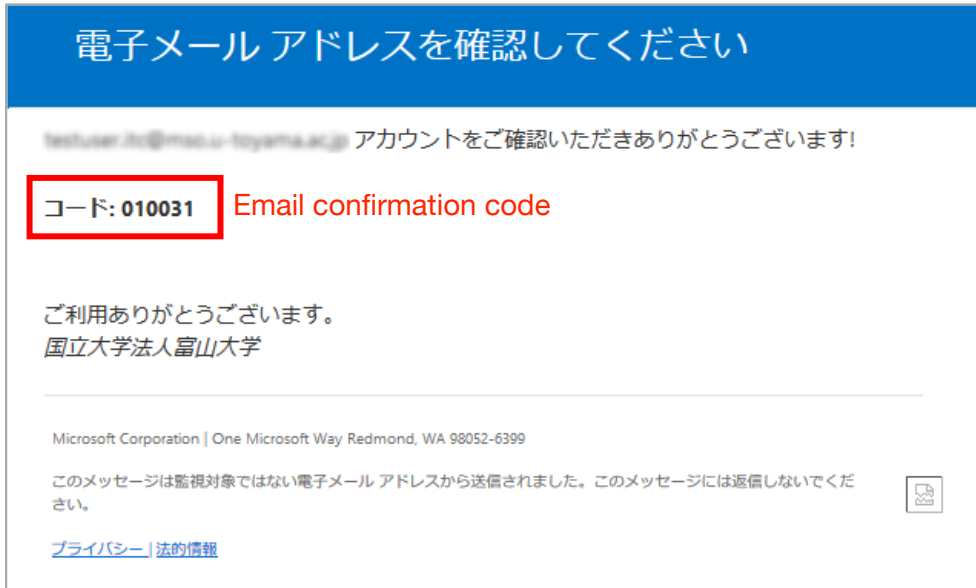 電子メール アドレスを確認してください
アカウントをご確認いただきありがとうございます!
コード: 010031 Email confirmation code
ご利用ありがとうございます。
国立大学法人富山大学
Microsoft Corporation | One Microsoft Way Redmond, WA 98052-6399
このメッセージは監視対象ではない電子メール アドレスから送信されました。このメッセージには返信しないでくだ
さい。
プライバシー | 法的情報